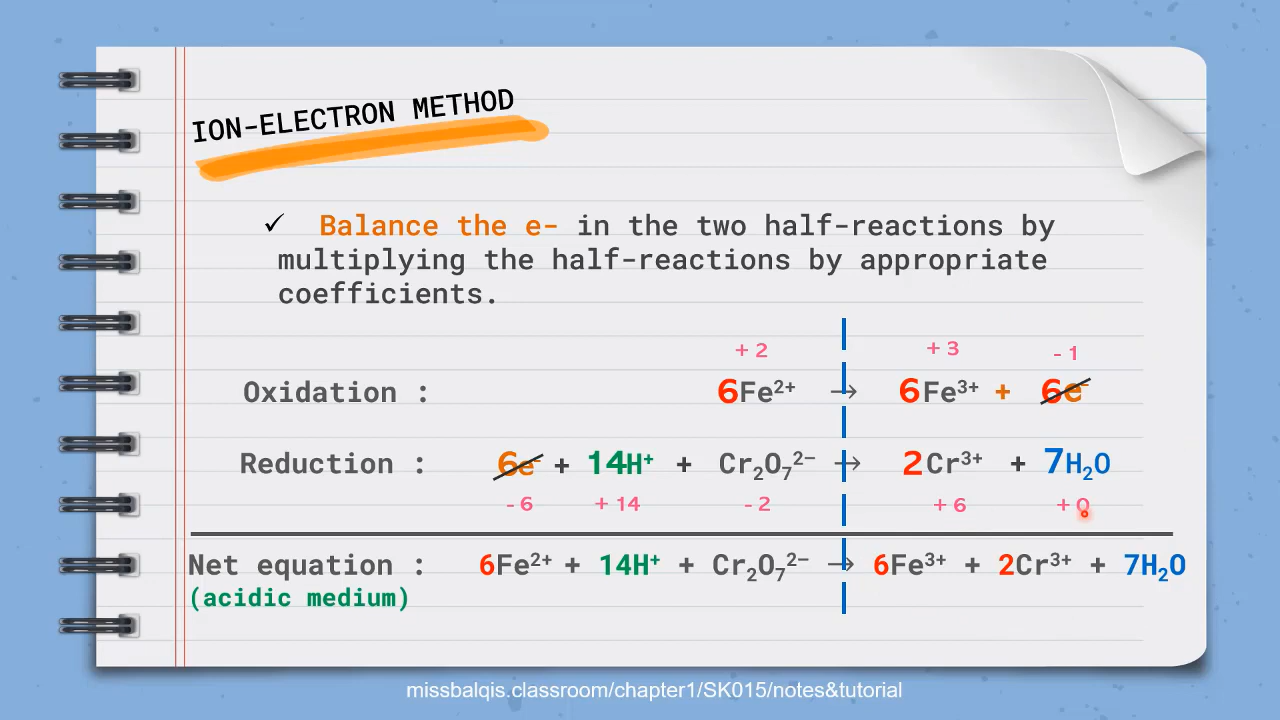 ION-ELECTRON METHOD
✓ Balance the e- in the two half-reactions by
multiplying the half-reactions by appropriate
coefficients.
+ 2 + 3 - 1
Oxidation : 6Fe²⁺ → 6Fe³⁺ + 6e⁻
Reduction : 6e⁻ + 14H⁺ + Cr₂O₇²⁻ → 2Cr³⁺ + 7H₂O
- 6 + 14 - 2 + 6 + 0
Net equation : 6Fe²⁺ + 14H⁺ + Cr₂O₇²⁻ → 6Fe³⁺ + 2Cr³⁺ + 7H₂O
(acidic medium)
missbalqis.classroom/chapter1/SK015/notes&tutorial